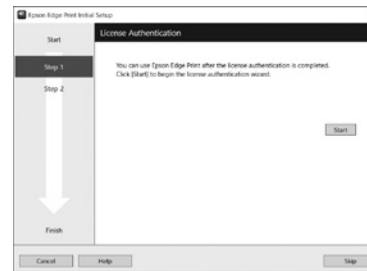 Epson Edge Print Initial Setup
Start
License Authentication
Step 1
You can use Epson Edge Print after the license authentication is completed.
Click [Start] to begin the license authentication wizard.
Step 2
Start
Finish
Cancel
Help
Skip